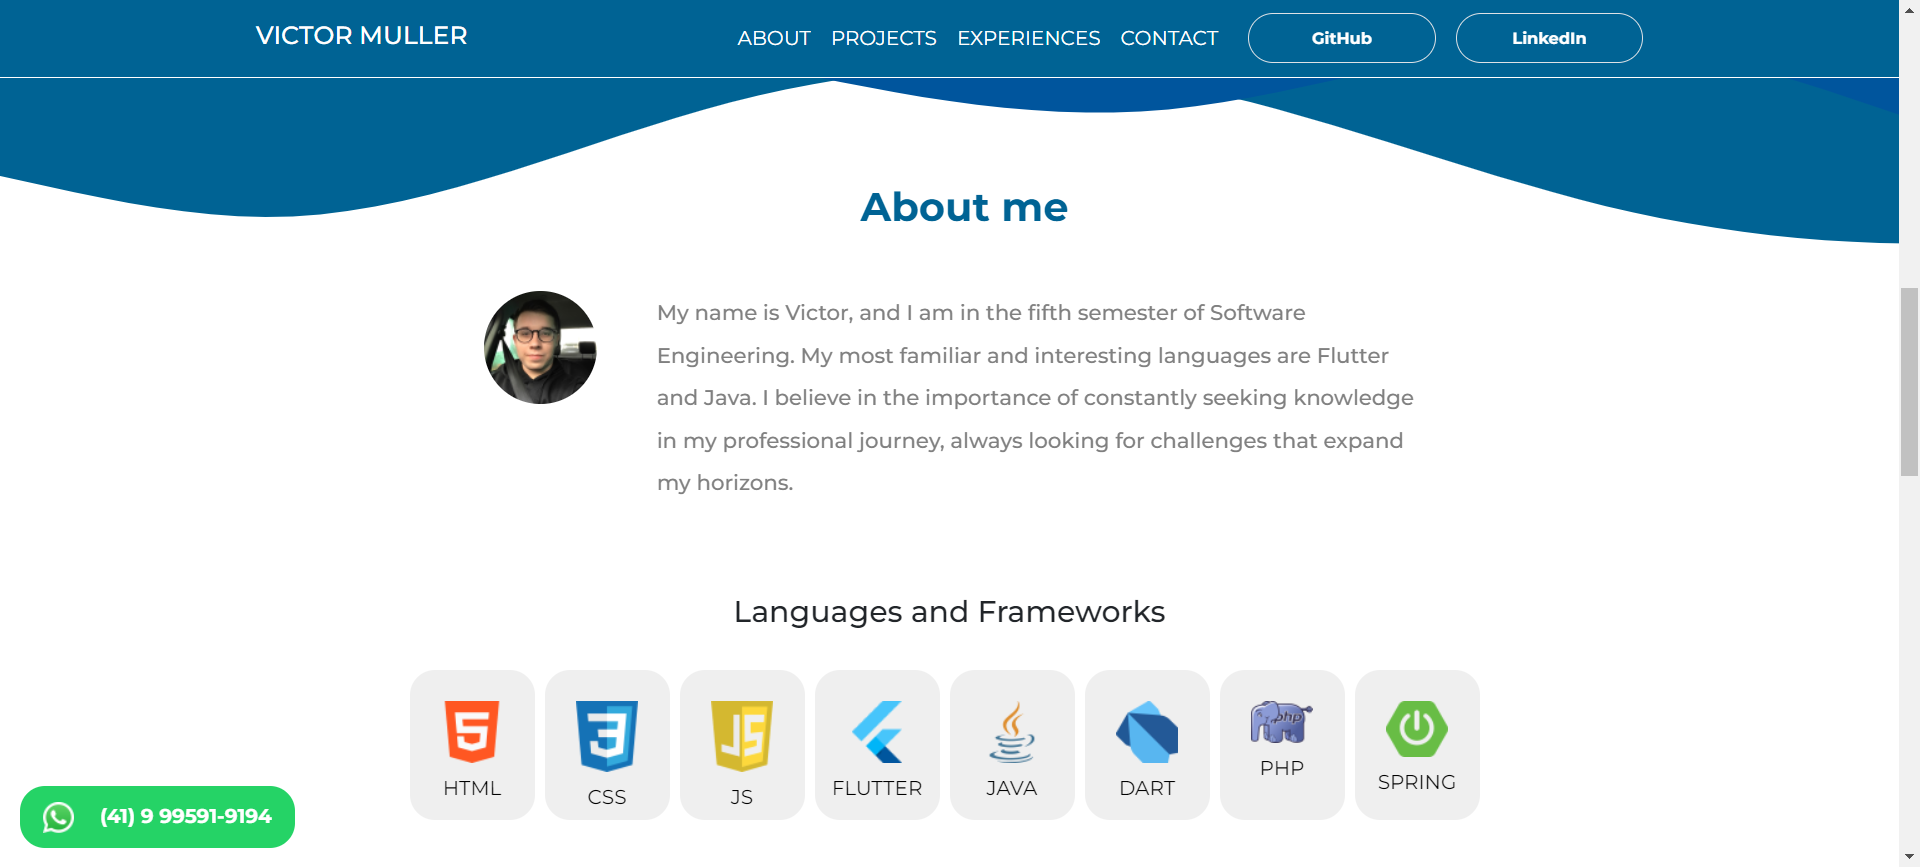 VICTOR MULLER
ABOUT PROJECTS EXPERIENCES CONTACT GitHub LinkedIn
About me
My name is Victor, and I am in the fifth semester of Software
Engineering. My most familiar and interesting languages are Flutter
and Java. I believe in the importance of constantly seeking knowledge
in my professional journey, always looking for challenges that expand
my horizons.
Languages and Frameworks
5
HTML
3
CSS
JS
JS
FLUTTER
JAVA
DART
php
PHP
SPRING
(41) 9 99591-9194